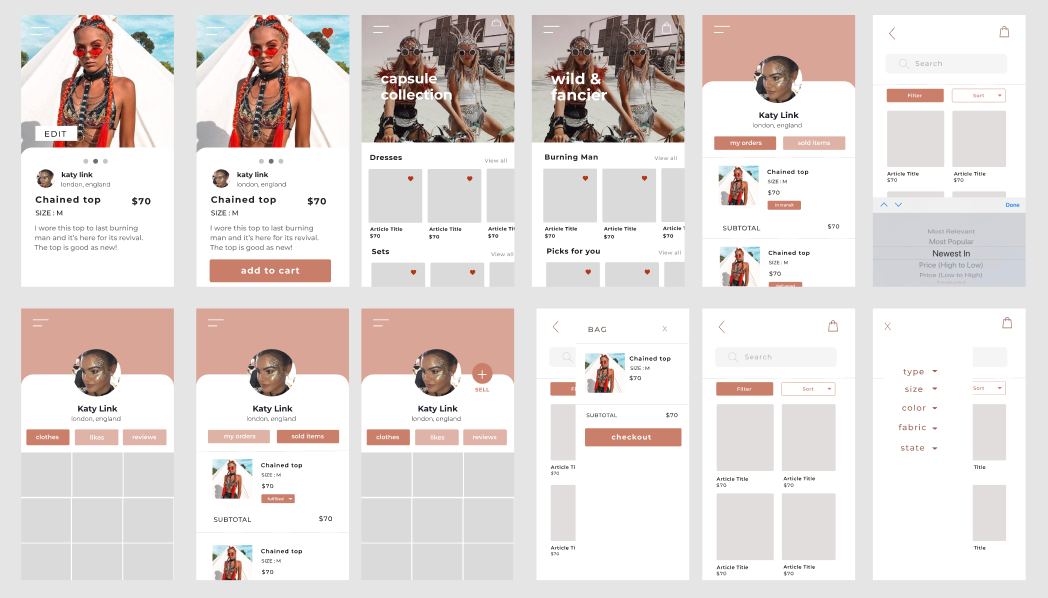 EDIT
katy link
london, england
Chained top $70
SIZE : M
I wore this top to last burning
man and it's here for its revival.
The top is good as new!
katy link
london, england
Chained top $70
SIZE : M
I wore this top to last burning
man and it's here for its revival.
The top is good as new!
add to cart
capsule
collection
Dresses View all
Article Title Article Title Article T
$70 $70 $70
Sets View all
wild &
fancier
Burning Man View all
Article Title Article Title Article T
$70 $70 $70
Picks for you View all
Katy Link
london, england
my orders sold items
Chained top
SIZE : M
$70
in transit
SUBTOTAL $70
Chained top
SIZE : M
$70
Search
Filter Sort
Article Title Article Title
$70 $70
Done
Most Relevant
Most Popular
Newest In
Price (High to Low)
Price (Low to High)
Katy Link
london, england
clothes likes reviews
Katy Link
london, england
my orders sold items
Chained top
SIZE : M
$70
fulfilled
SUBTOTAL $70
Chained top
SIZE : M
$70
SELL
Katy Link
london, england
clothes likes reviews
BAG X
Chained top
SIZE : M
$70
SUBTOTAL $70
checkout
Fi
Article Ti
$70
Article Ti
$70
Search
Filter Sort
Article Title Article Title
$70 $70
Article Title Article Title
$70 $70
X
type
size
color
fabric
state
Sort
Title
Title